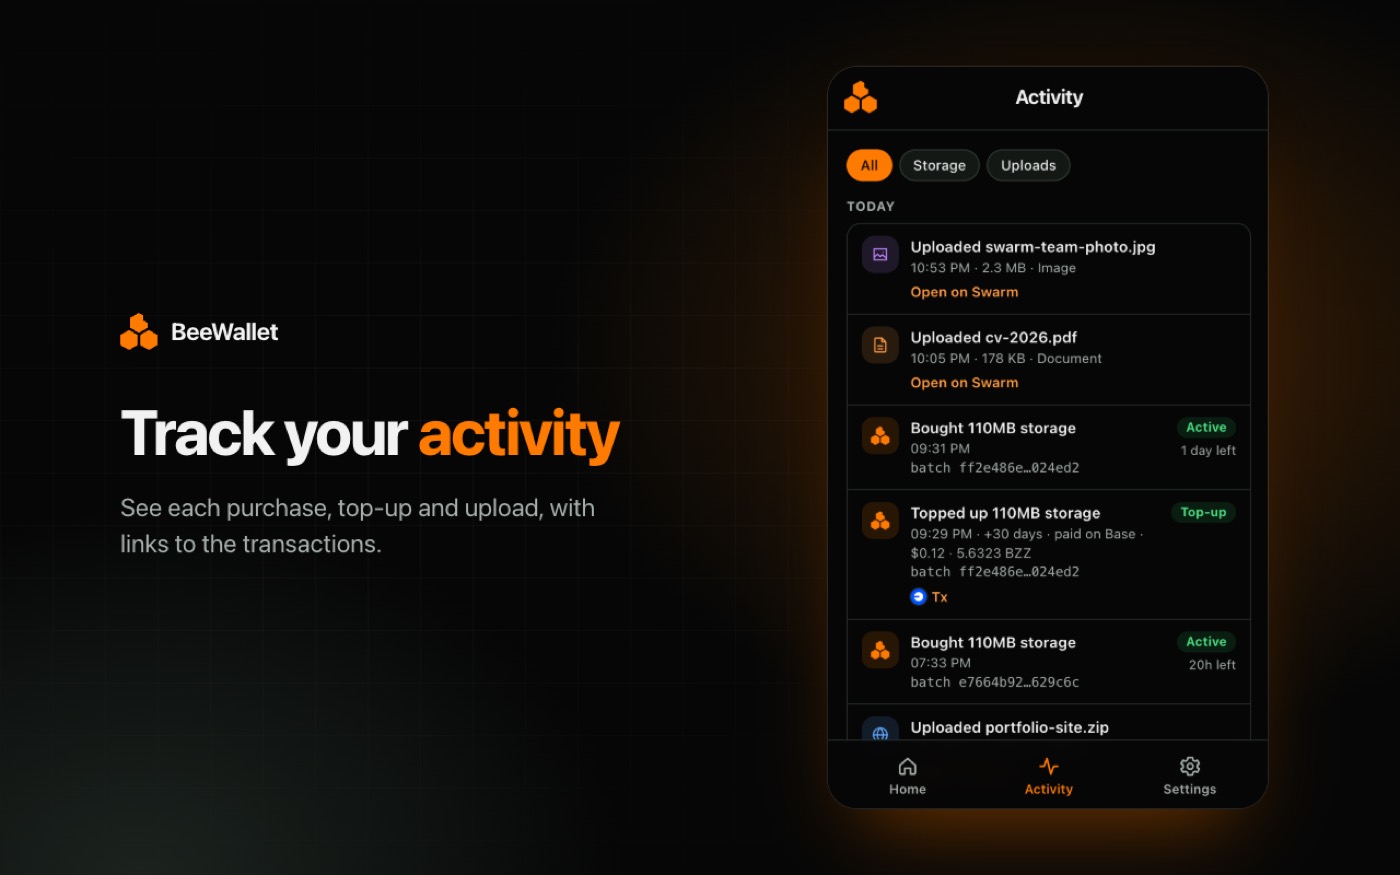 BeeWallet
Track your activity
See each purchase, top-up and upload, with
links to the transactions.
Activity
All
Storage
Uploads
TODAY
Uploaded swarm-team-photo.jpg
10:53 PM · 2.3 MB · Image
Open on Swarm
Uploaded cv-2026.pdf
10:05 PM · 178 KB · Document
Open on Swarm
Bought 110MB storage
Active
09:31 PM
1 day left
batch ff2e486e…024ed2
Topped up 110MB storage
Top-up
09:29 PM · +30 days · paid on Base ·
$0.12 · 5.6323 BZZ
batch ff2e486e…024ed2
Tx
Bought 110MB storage
Active
07:33 PM
20h left
batch e7664b92…629c6c
Uploaded portfolio-site.zip
Home
Activity
Settings